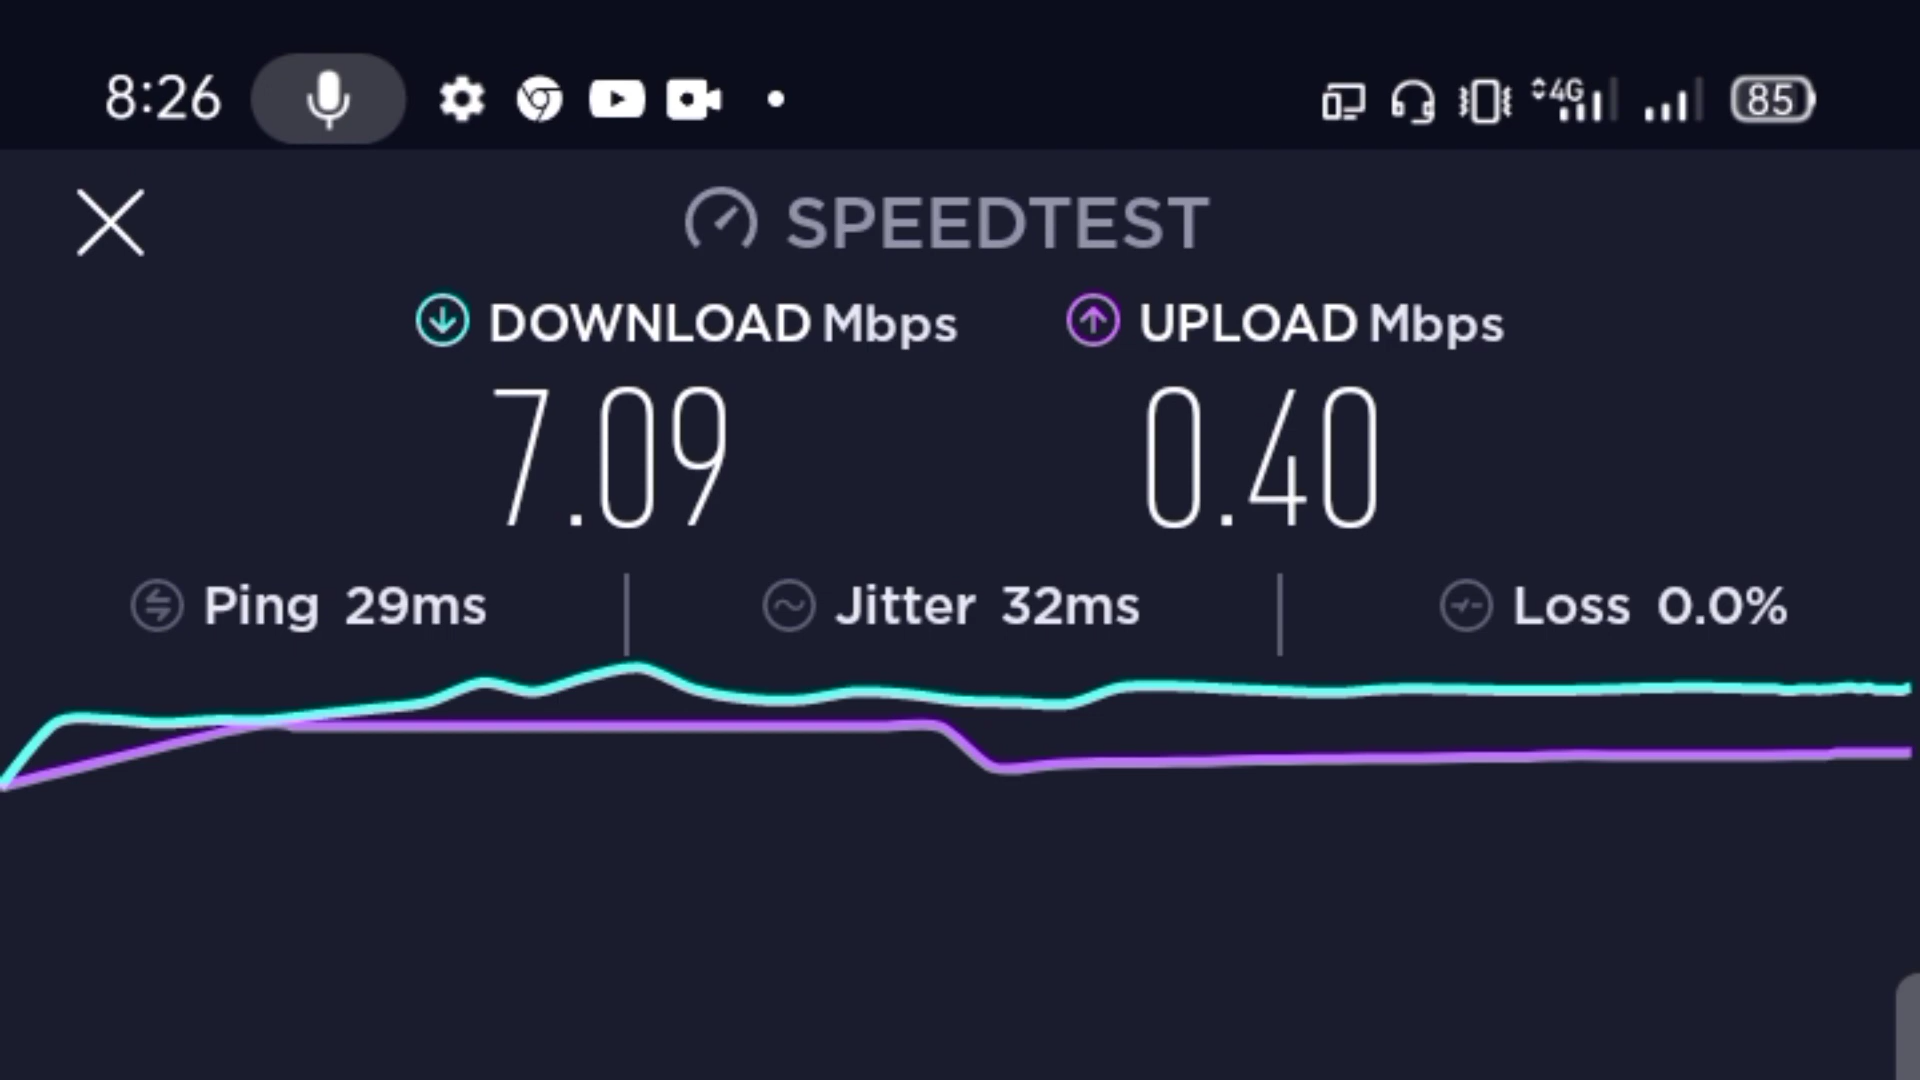 8:26 4G 85
SPEEDTEST
DOWNLOAD Mbps UPLOAD Mbps
7.09 0.40
Ping 29ms Jitter 32ms Loss 0.0%